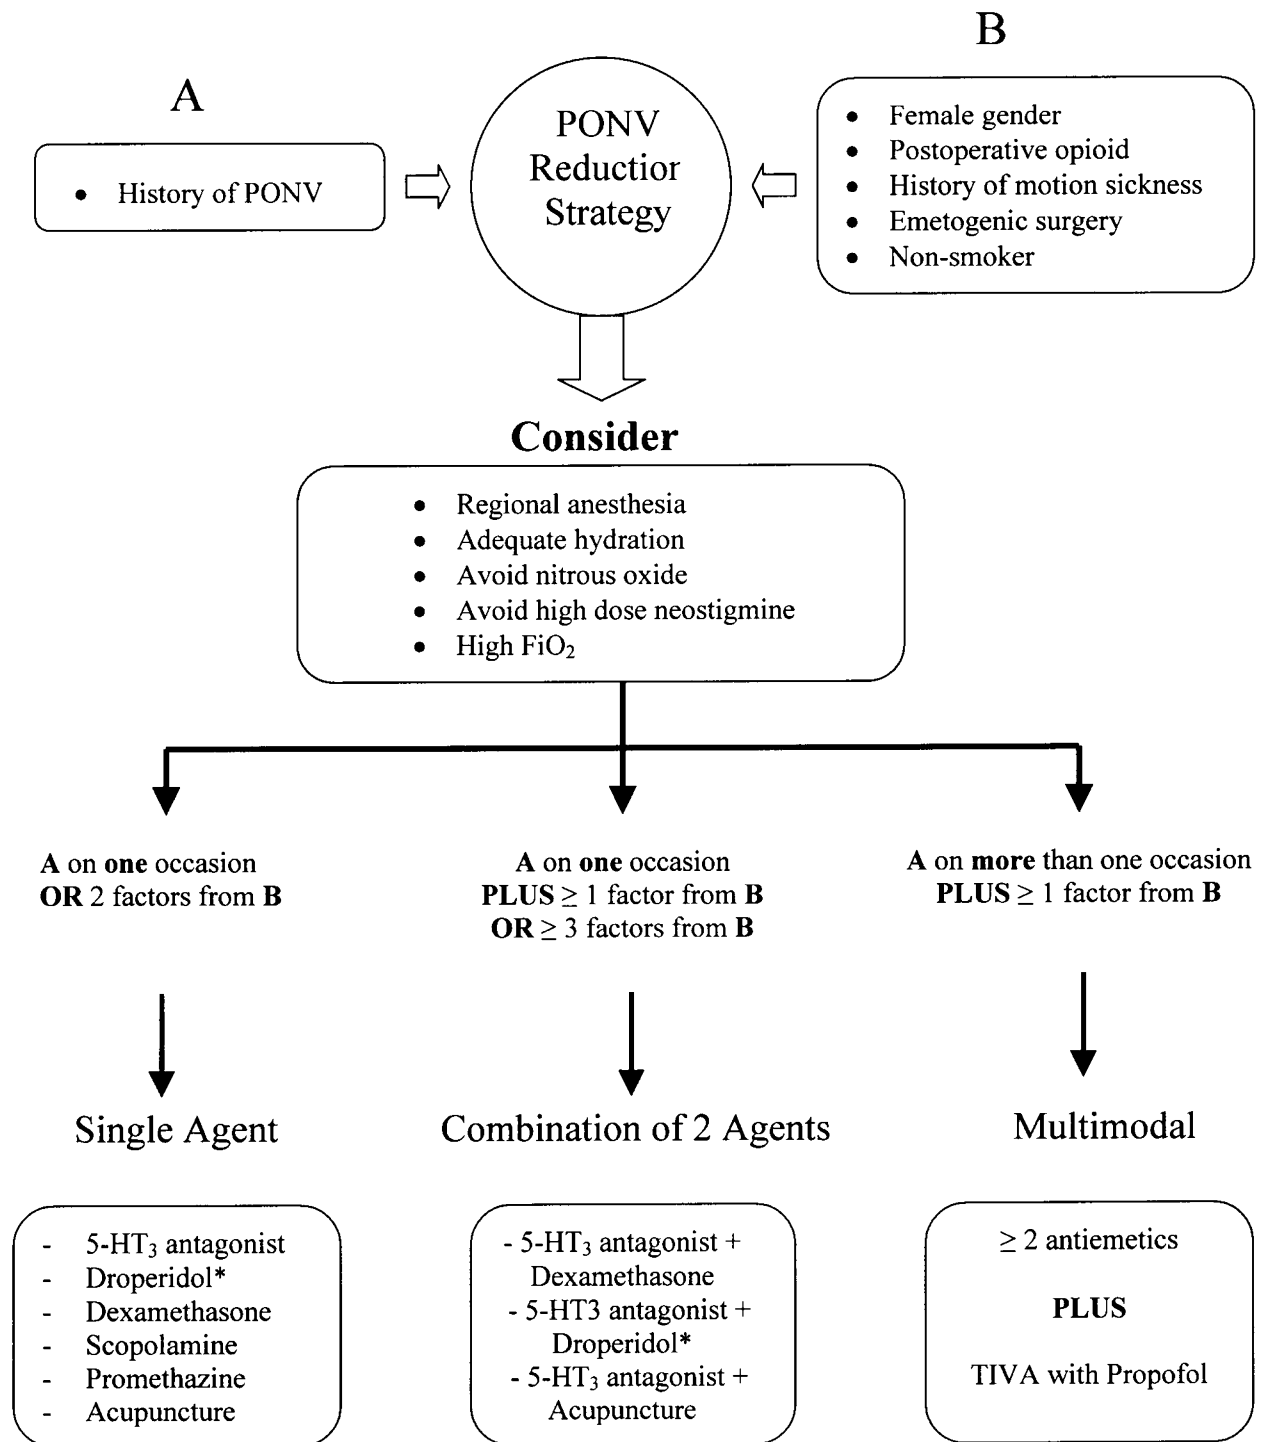 A
B
• History of PONV
PONV
Reductior
Strategy
• Female gender
• Postoperative opioid
• History of motion sickness
• Emetogenic surgery
• Non-smoker
Consider
• Regional anesthesia
• Adequate hydration
• Avoid nitrous oxide
• Avoid high dose neostigmine
• High FiO₂
A on one occasion
OR 2 factors from B
A on one occasion
PLUS ≥ 1 factor from B
OR ≥ 3 factors from B
A on more than one occasion
PLUS ≥ 1 factor from B
Single Agent
Combination of 2 Agents
Multimodal
- 5-HT₃ antagonist
- Droperidol*
- Dexamethasone
- Scopolamine
- Promethazine
- Acupuncture
- 5-HT₃ antagonist +
Dexamethasone
- 5-HT3 antagonist +
Droperidol*
- 5-HT₃ antagonist +
Acupuncture
≥ 2 antiemetics
PLUS
TIVA with Propofol